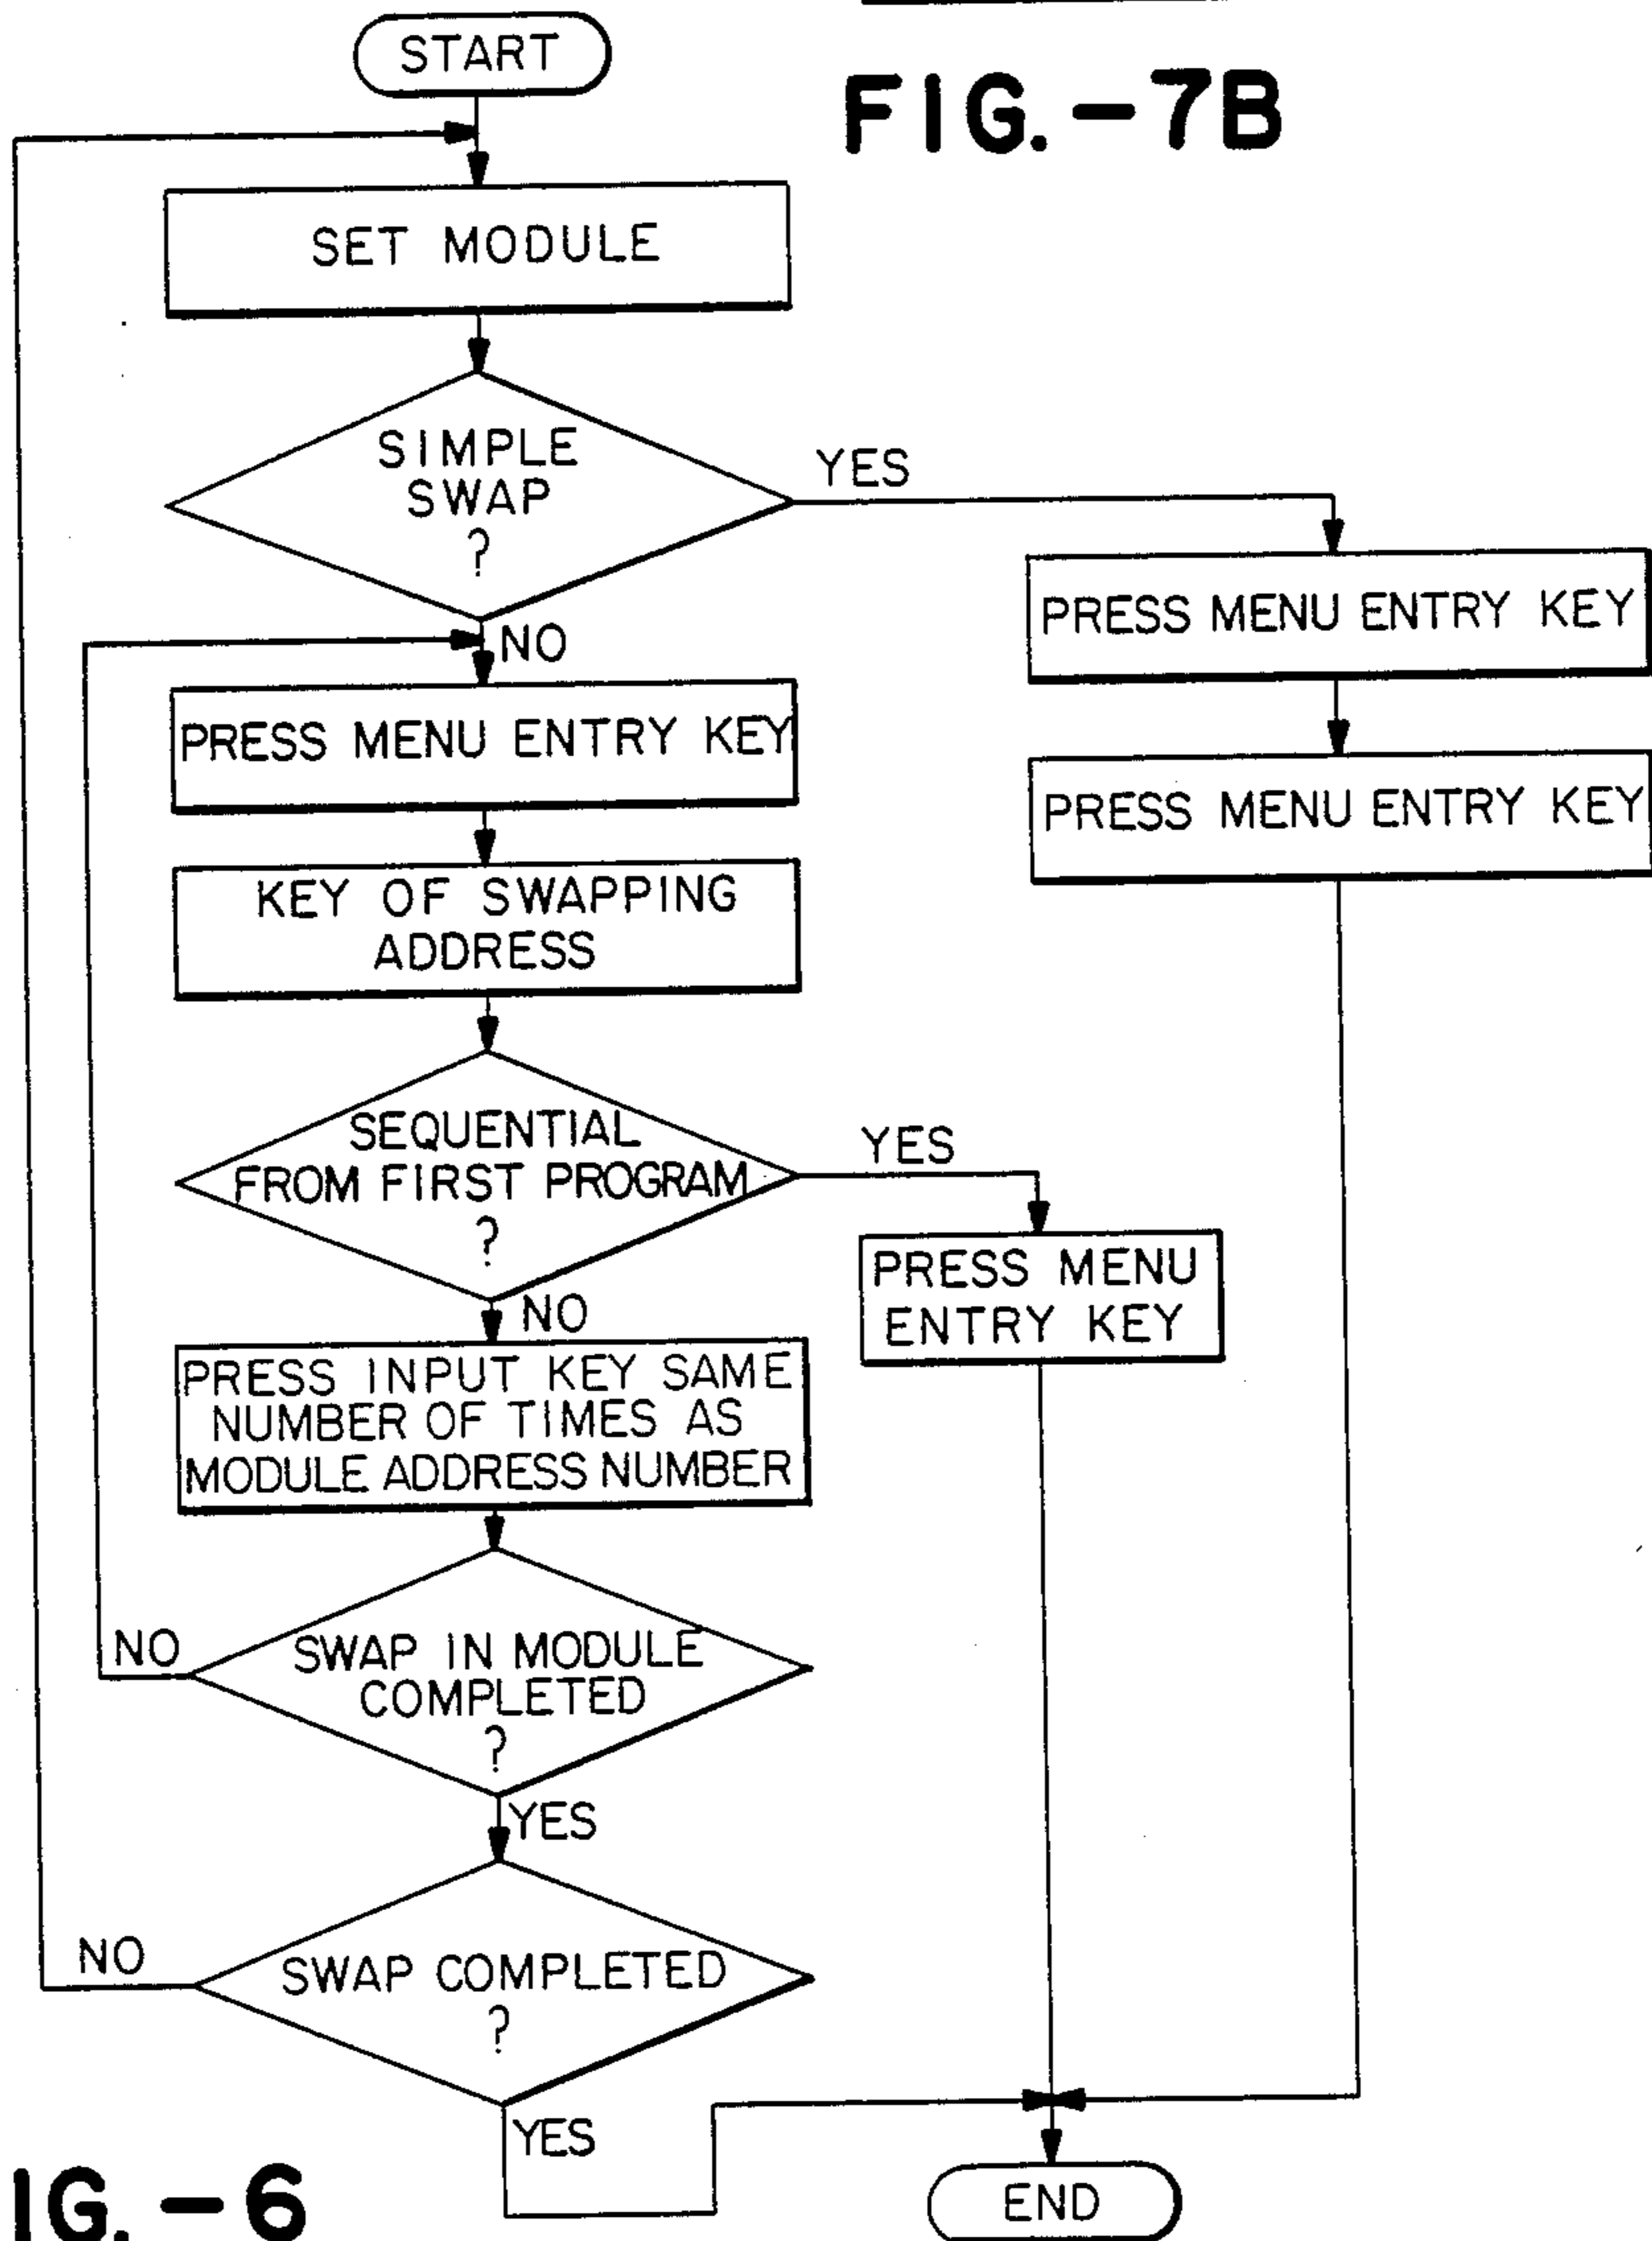 START
FIG.-7B
SET MODULE
SIMPLE
SWAP
?
YES
NO
PRESS MENU ENTRY KEY
PRESS MENU ENTRY KEY
PRESS MENU ENTRY KEY
KEY OF SWAPPING
ADDRESS
SEQUENTIAL
FROM FIRST PROGRAM
?
YES
PRESS MENU
ENTRY KEY
NO
PRESS INPUT KEY SAME
NUMBER OF TIMES AS
MODULE ADDRESS NUMBER
NO
SWAP IN MODULE
COMPLETED
?
YES
NO
SWAP COMPLETED
?
YES
END
IG.-6